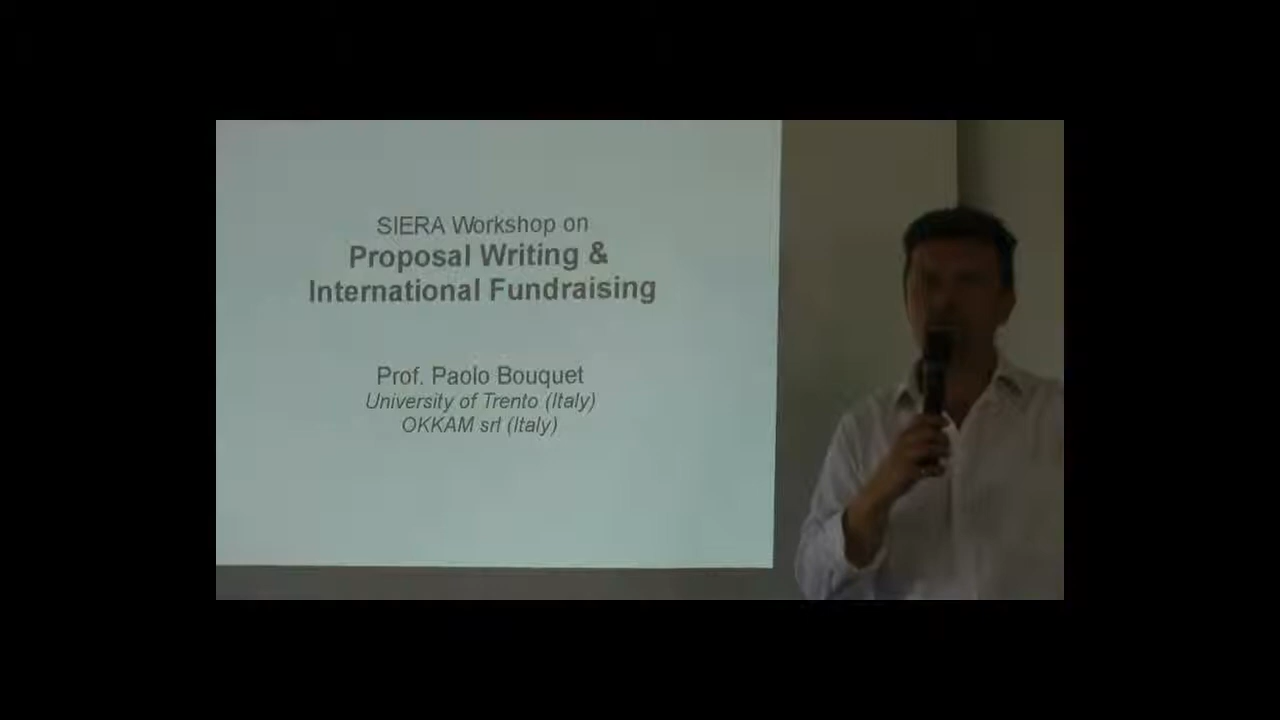 SIERA Workshop on
Proposal Writing &
International Fundraising
Prof. Paolo Bouquet
University of Trento (Italy)
OKKAM srl (Italy)